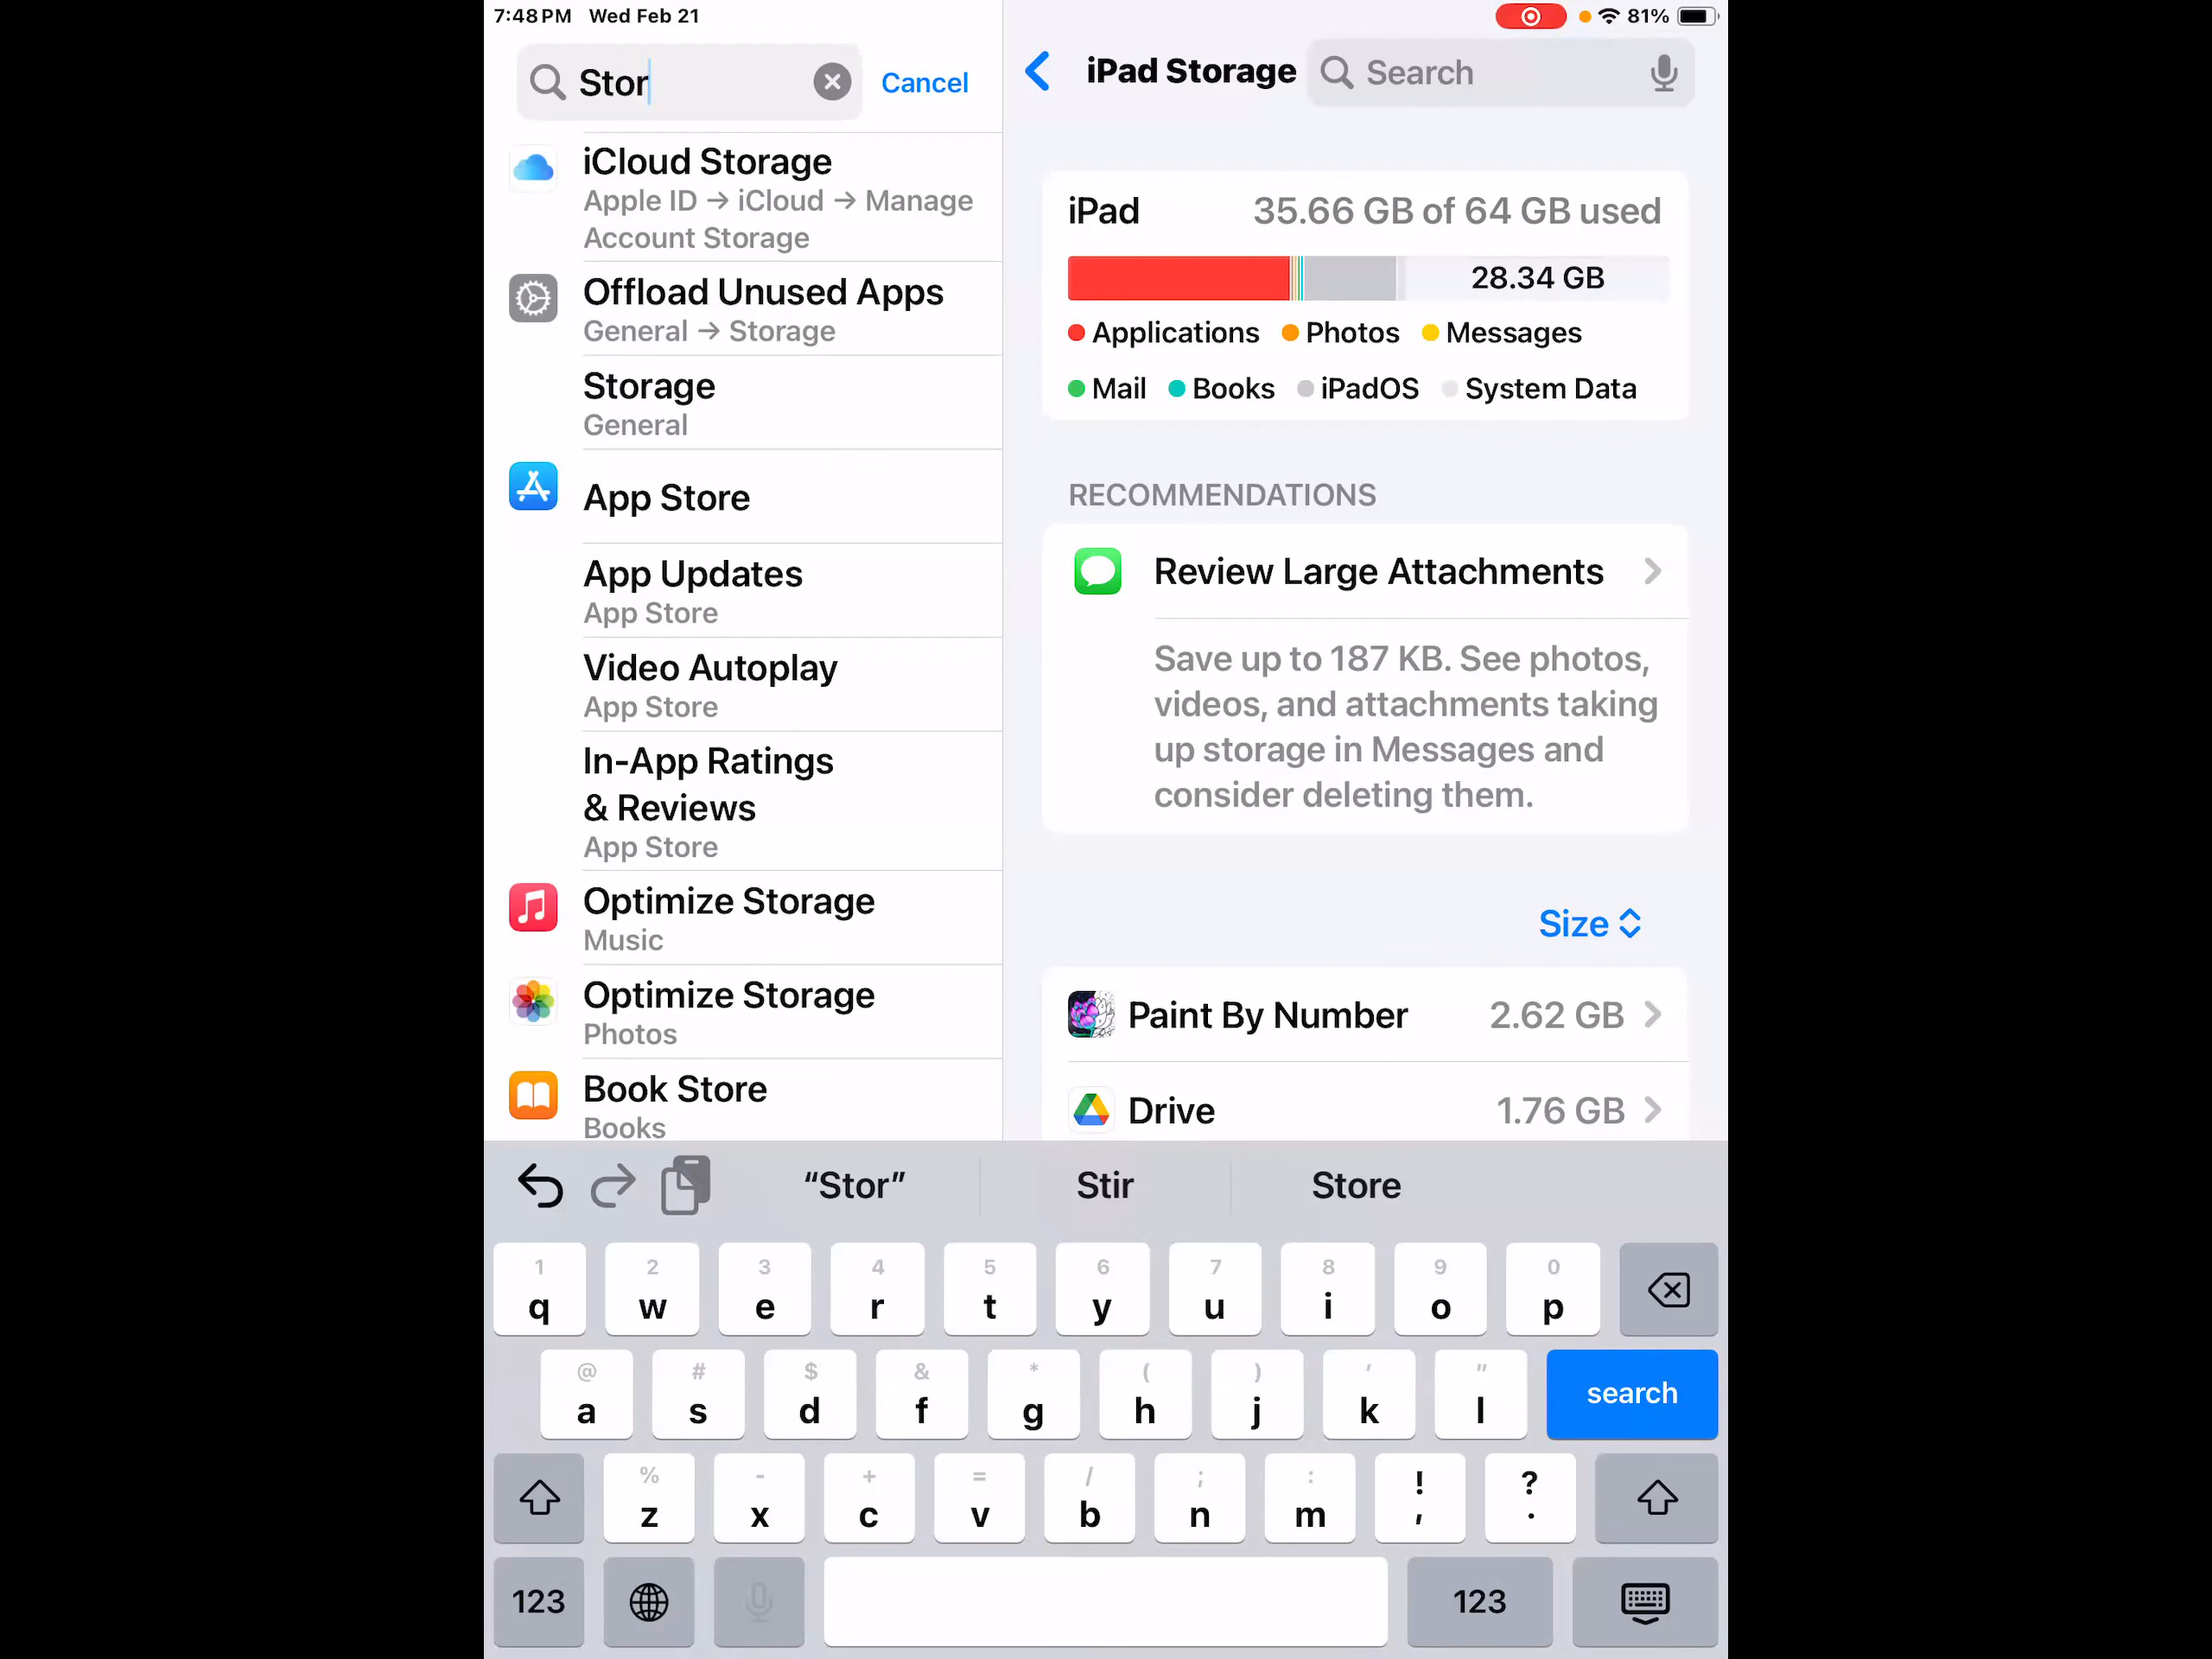 7:48 PM Wed Feb 21
81%
Stor
Cancel
iCloud Storage
Apple ID → iCloud → Manage
Account Storage
Offload Unused Apps
General → Storage
Storage
General
App Store
App Updates
App Store
Video Autoplay
App Store
In-App Ratings
& Reviews
App Store
Optimize Storage
Music
Optimize Storage
Photos
Book Store
Books
iPad Storage
Search
iPad 35.66 GB of 64 GB used
28.34 GB
Applications Photos Messages
Mail Books iPadOS System Data
RECOMMENDATIONS
Review Large Attachments
Save up to 187 KB. See photos,
videos, and attachments taking
up storage in Messages and
consider deleting them.
Size
Paint By Number 2.62 GB
Drive 1.76 GB
“Stor” Stir Store
1 2 3 4 5 6 7 8 9 0
q w e r t y u i o p
@ # $ & * ( ) ' "
a s d f g h j k l search
% - + = / ; : ! ?
z x c v b n m , .
123 123